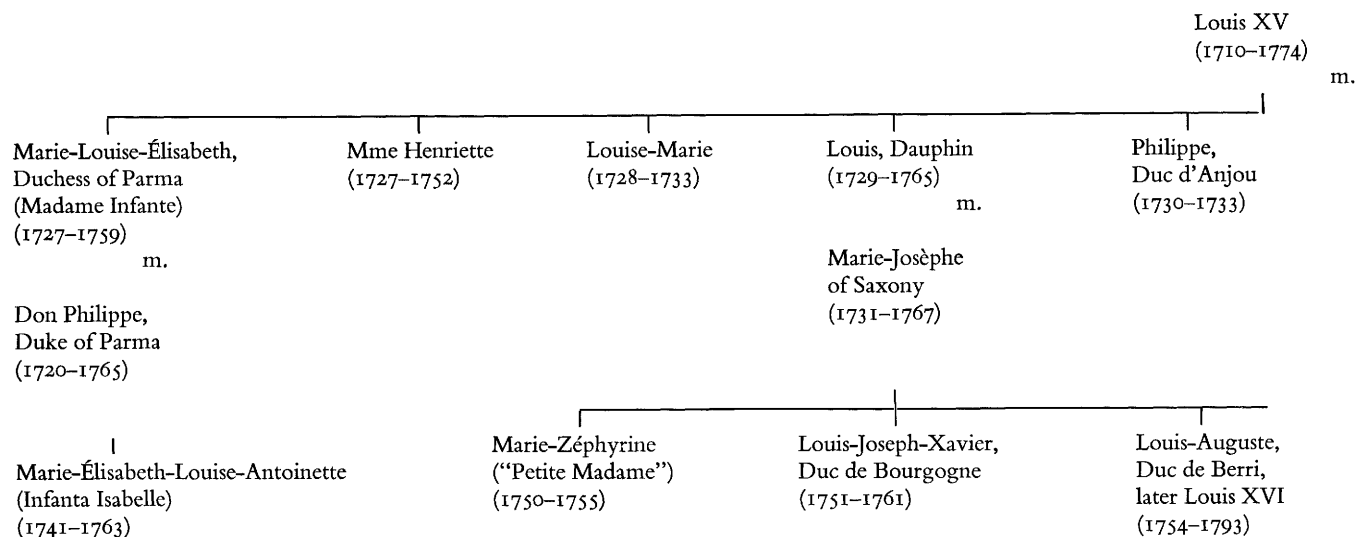 Louis XV
(1710–1774)
m.
Marie-Louise-Élisabeth,
Duchess of Parma
(Madame Infante)
(1727–1759)
m.
Don Philippe,
Duke of Parma
(1720–1765)
Mme Henriette
(1727–1752)
Louise-Marie
(1728–1733)
Louis, Dauphin
(1729–1765)
m.
Marie-Josèphe
of Saxony
(1731–1767)
Philippe,
Duc d'Anjou
(1730–1733)
Marie-Élisabeth-Louise-Antoinette
(Infanta Isabelle)
(1741–1763)
Marie-Zéphyrine
(“Petite Madame”)
(1750–1755)
Louis-Joseph-Xavier,
Duc de Bourgogne
(1751–1761)
Louis-Auguste,
Duc de Berri,
later Louis XVI
(1754–1793)